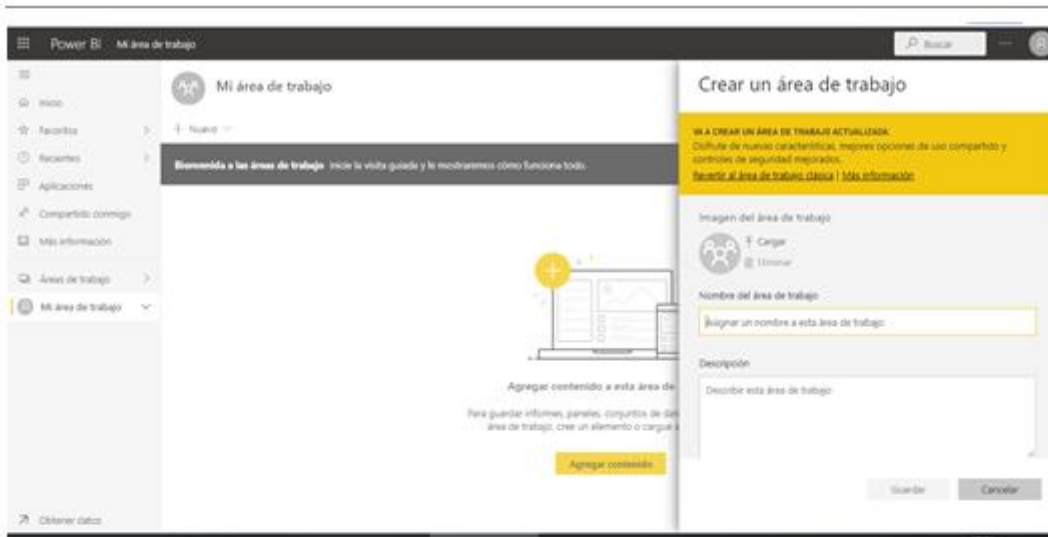 Power BI Mi área de trabajo
Buscar
Inicio
Favoritos
Recientes
Aplicaciones
Compartido conmigo
Más información
Áreas de trabajo
Mi área de trabajo
Obtener datos
Mi área de trabajo
Nuevo
Bienvenida a las áreas de trabajo Inicie la visita guiada y le mostraremos cómo funciona todo.
Agregar contenido a esta área de
Para guardar informes, paneles, conjuntos de
área de trabajo, cree un elemento o cargue
Agregar contenido
Crear un área de trabajo
VA A CREAR UN ÁREA DE TRABAJO ACTUALIZADA
Disfrute de nuevas características, mejores opciones de uso compartido y
controles de seguridad mejorados.
Revertir al área de trabajo clásica | Más información
Imagen del área de trabajo
Cargar
Eliminar
Nombre del área de trabajo
Asignar un nombre a esta área de trabajo
Descripción
Describir esta área de trabajo
Guardar
Cancelar